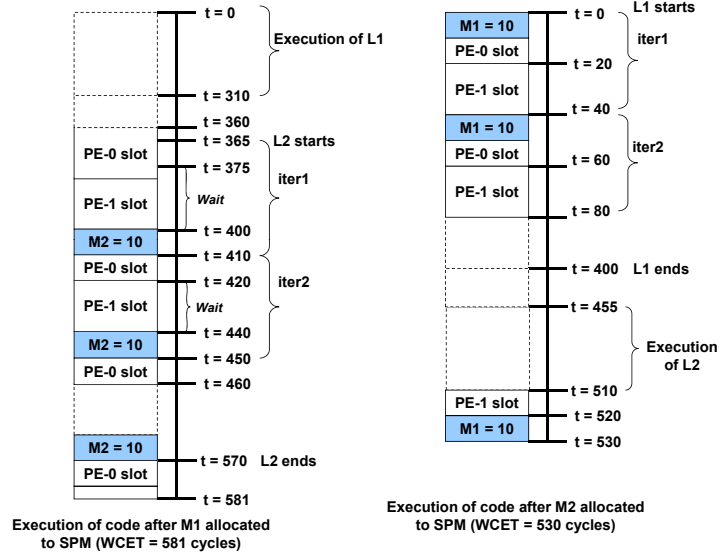 t = 0
Execution of L1
t = 310
t = 360
t = 365
L2 starts
PE-0 slot
t = 375
iter1
PE-1 slot
Wait
t = 400
M2 = 10
t = 410
PE-0 slot
t = 420
iter2
PE-1 slot
Wait
t = 440
M2 = 10
t = 450
PE-0 slot
t = 460
M2 = 10
t = 570
L2 ends
PE-0 slot
t = 581
Execution of code after M1 allocated
to SPM (WCET = 581 cycles)
L1 starts
t = 0
M1 = 10
iter1
PE-0 slot
t = 20
PE-1 slot
t = 40
M1 = 10
iter2
PE-0 slot
t = 60
PE-1 slot
t = 80
t = 400
L1 ends
t = 455
Execution
of L2
t = 510
PE-1 slot
t = 520
M1 = 10
t = 530
Execution of code after M2 allocated
to SPM (WCET = 530 cycles)